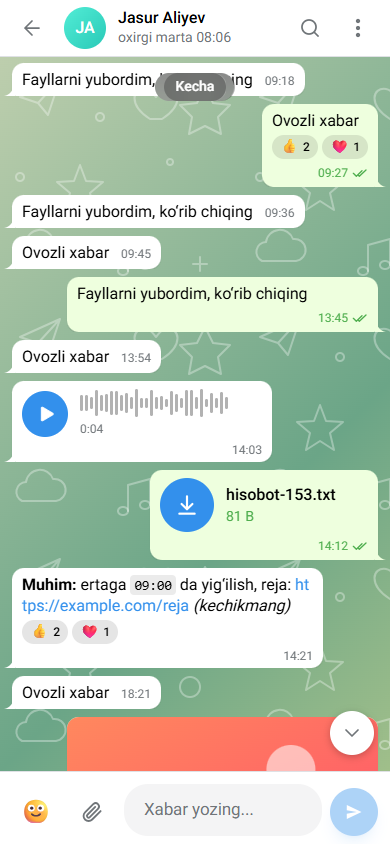 JA
Jasur Aliyev
oxirgi marta 08:06
Fayllarni yubordim, chiqing 09:18
Kecha
Ovozli xabar
👍 2 ❤️ 1
09:27
Fayllarni yubordim, ko‘rib chiqing 09:36
Ovozli xabar 09:45
Fayllarni yubordim, ko‘rib chiqing
13:45
Ovozli xabar 13:54
0:04
14:03
hisobot-153.txt
81 B
14:12
Muhim: ertaga 09:00 da yig‘ilish, reja: ht
tps://example.com/reja (kechikmang)
👍 2 ❤️ 1
14:21
Ovozli xabar 18:21
Xabar yozing...